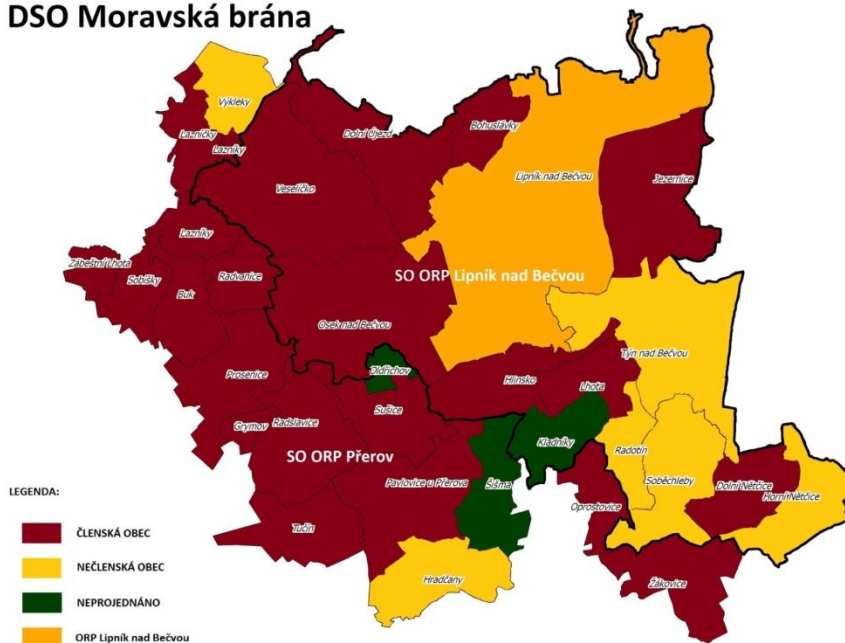 DSO Moravská brána
Výkleky
Lazníčky
Lazníky
Dolní Újezd
Bohuslávky
Lipník nad Bečvou
Jezernice
Veselíčko
Lazníky
Zábeštní Lhota
Sobíšky
Buk
Radvanice
SO ORP Lipník nad Bečvou
Osek nad Bečvou
Týn nad Bečvou
Oldřichov
Hlinsko
Lhota
Prosenice
Sušice
Grymov
Radslavice
Kladníky
Radotín
SO ORP Přerov
Soběchleby
Dolní Nětčice
Horní Nětčice
Pavlovice u Přerova
Šišma
Oprostovice
Tučín
Hradčany
Žákovice
LEGENDA:
ČLENSKÁ OBEC
NEČLENSKÁ OBEC
NEPROJEDNÁNO
ORP Lipník nad Bečvou